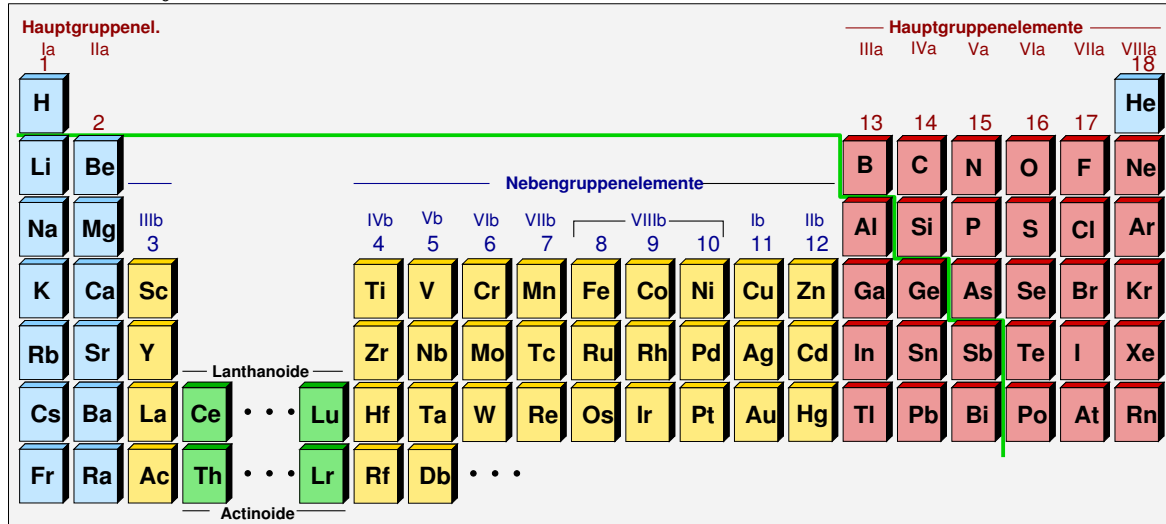 Hauptgruppenel. Hauptgruppenelemente
Ia IIa IIIa IVa Va VIa VIIa VIIIa
1 18
H He
2 13 14 15 16 17
Li Be B C N O F Ne
Nebengruppenelemente
Na Mg IIIb IVb Vb VIb VIIb VIIIb Ib IIb Al Si P S Cl Ar
3 4 5 6 7 8 9 10 11 12
K Ca Sc Ti V Cr Mn Fe Co Ni Cu Zn Ga Ge As Se Br Kr
Rb Sr Y Zr Nb Mo Tc Ru Rh Pd Ag Cd In Sn Sb Te I Xe
Lanthanoide
Cs Ba La Ce • • • Lu Hf Ta W Re Os Ir Pt Au Hg Tl Pb Bi Po At Rn
Fr Ra Ac Th • • • Lr Rf Db • • •
Actinoide